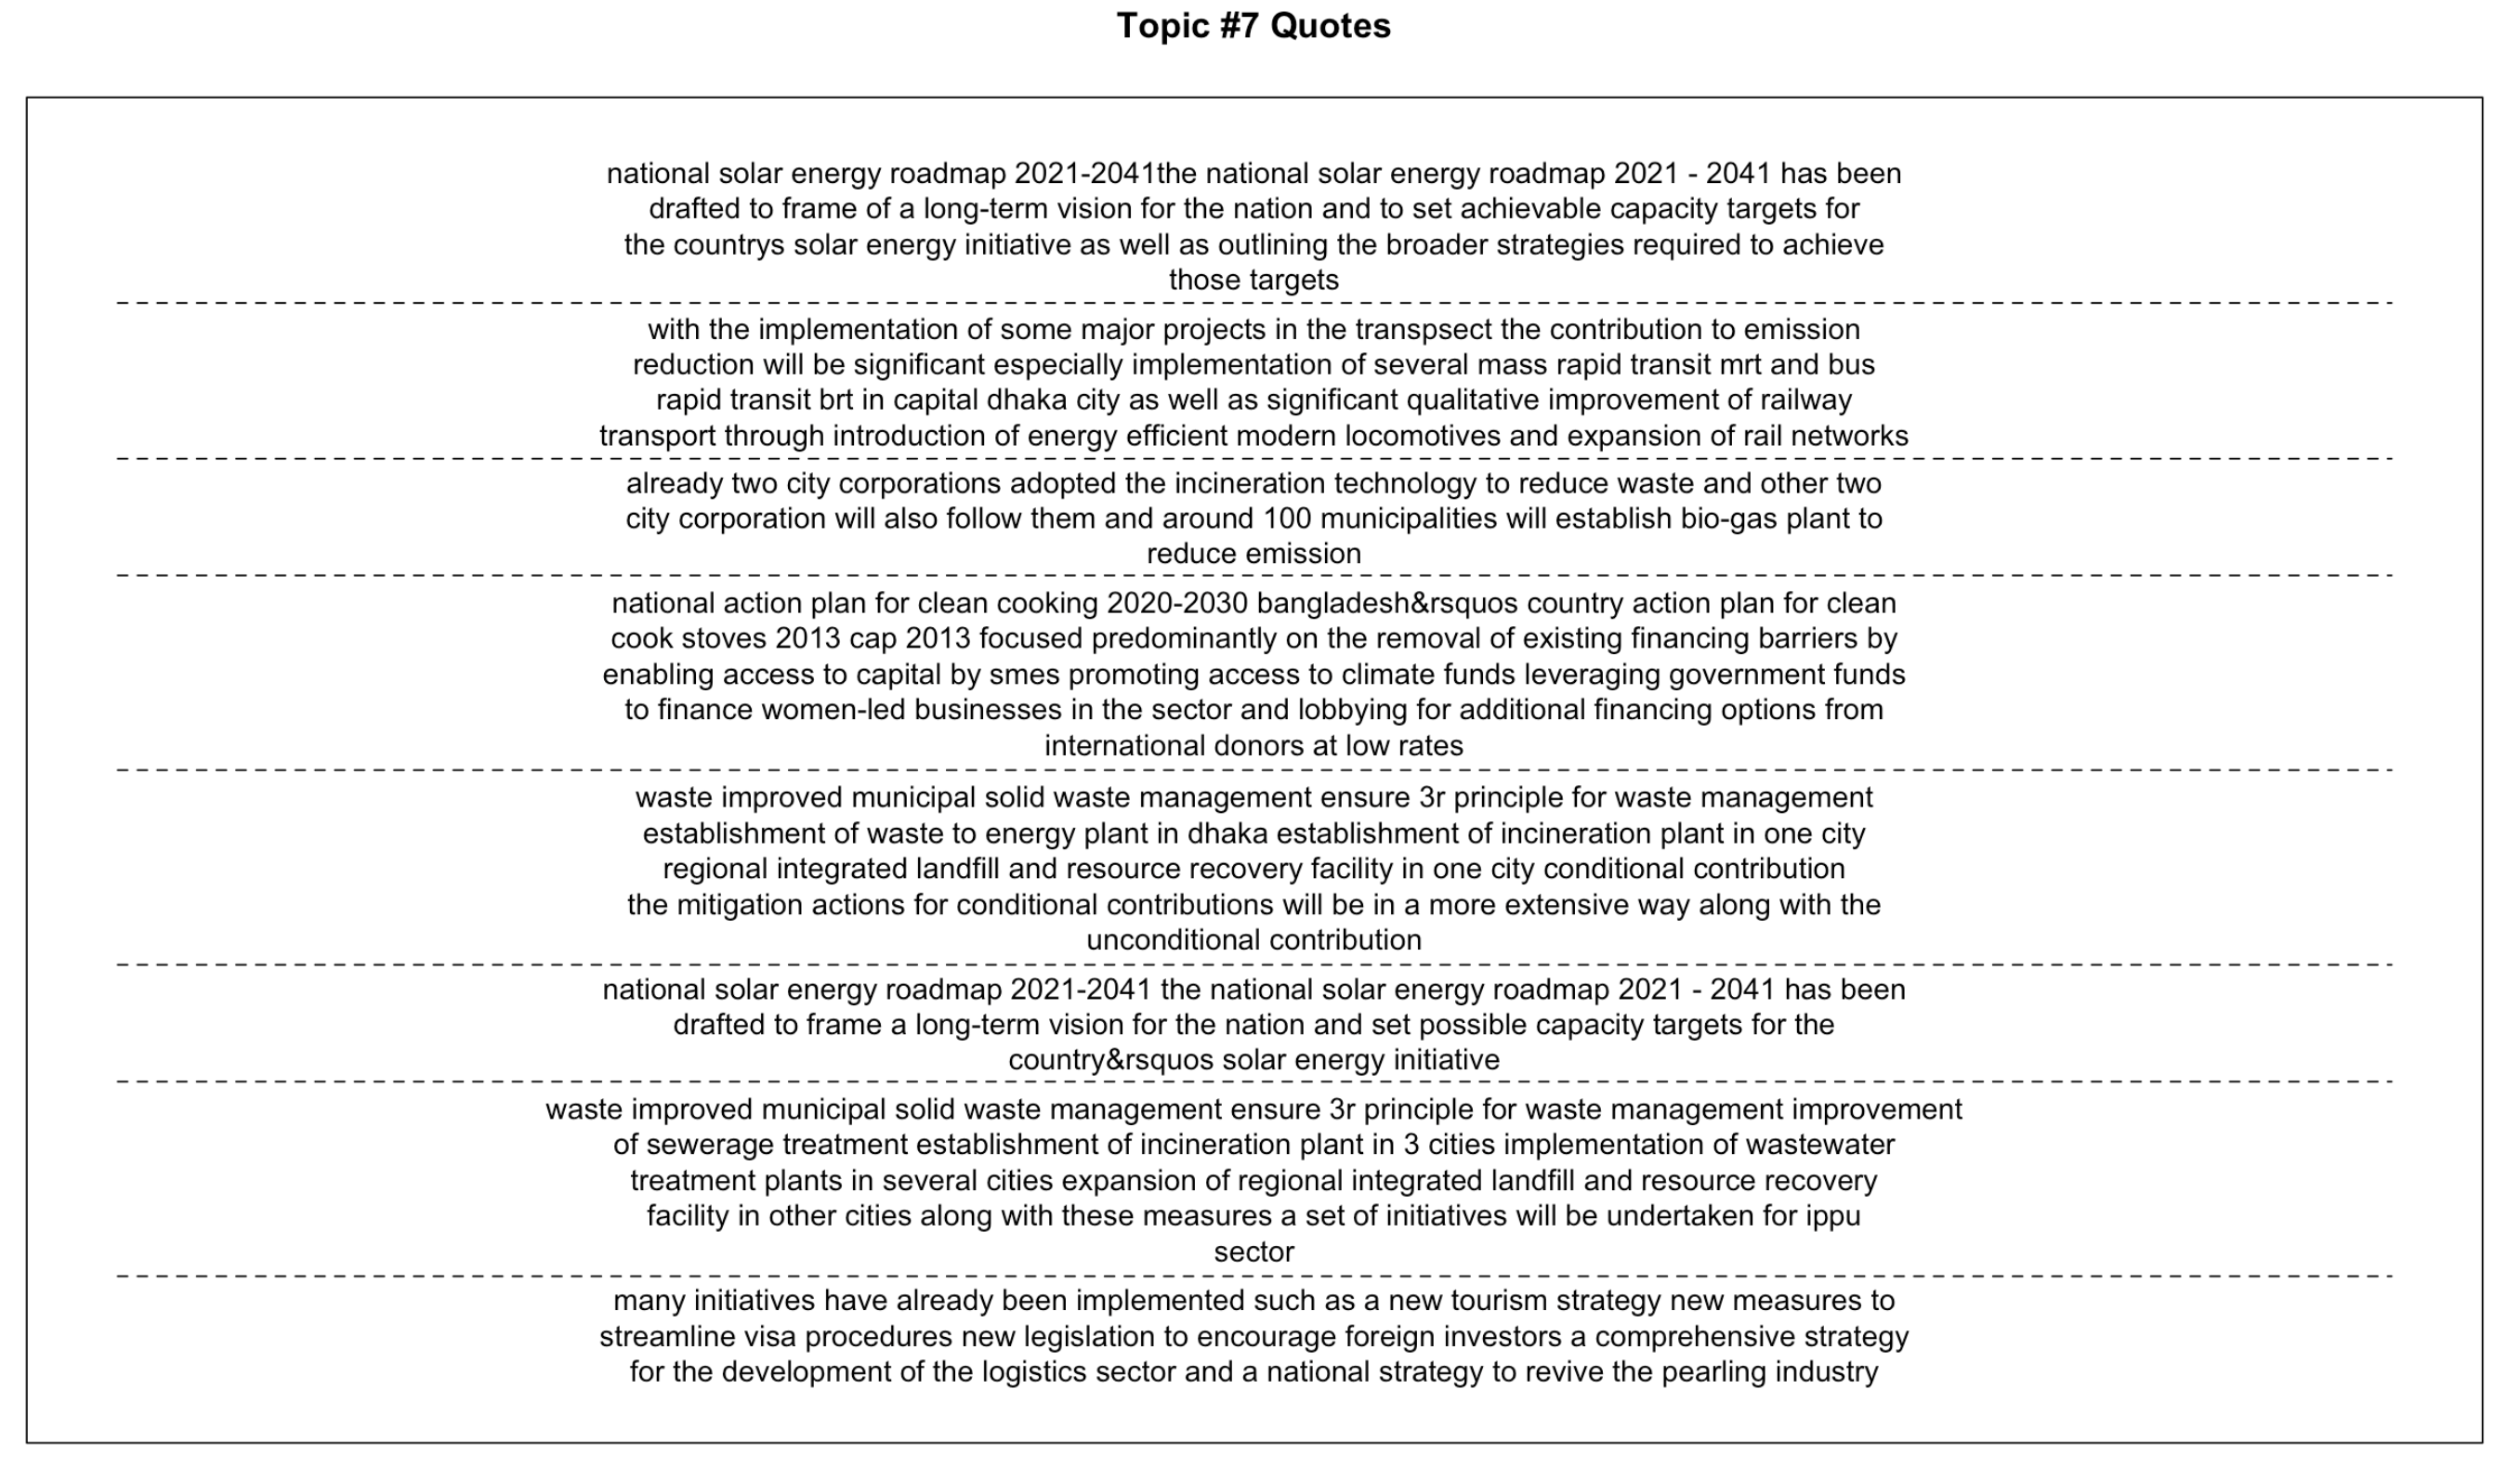 Topic #7 Quotes
national solar energy roadmap 2021-2041the national solar energy roadmap 2021 - 2041 has been
drafted to frame of a long-term vision for the nation and to set achievable capacity targets for
the countrys solar energy initiative as well as outlining the broader strategies required to achieve
those targets
with the implementation of some major projects in the transpsect the contribution to emission
reduction will be significant especially implementation of several mass rapid transit mrt and bus
rapid transit brt in capital dhaka city as well as significant qualitative improvement of railway
transport through introduction of energy efficient modern locomotives and expansion of rail networks
already two city corporations adopted the incineration technology to reduce waste and other two
city corporation will also follow them and around 100 municipalities will establish bio-gas plant to
reduce emission
national action plan for clean cooking 2020-2030 bangladesh&rsquos country action plan for clean
cook stoves 2013 cap 2013 focused predominantly on the removal of existing financing barriers by
enabling access to capital by smes promoting access to climate funds leveraging government funds
to finance women-led businesses in the sector and lobbying for additional financing options from
international donors at low rates
waste improved municipal solid waste management ensure 3r principle for waste management
establishment of waste to energy plant in dhaka establishment of incineration plant in one city
regional integrated landfill and resource recovery facility in one city conditional contribution
the mitigation actions for conditional contributions will be in a more extensive way along with the
unconditional contribution
national solar energy roadmap 2021-2041 the national solar energy roadmap 2021 - 2041 has been
drafted to frame a long-term vision for the nation and set possible capacity targets for the
country&rsquos solar energy initiative
waste improved municipal solid waste management ensure 3r principle for waste management improvement
of sewerage treatment establishment of incineration plant in 3 cities implementation of wastewater
treatment plants in several cities expansion of regional integrated landfill and resource recovery
facility in other cities along with these measures a set of initiatives will be undertaken for ippu
sector
many initiatives have already been implemented such as a new tourism strategy new measures to
streamline visa procedures new legislation to encourage foreign investors a comprehensive strategy
for the development of the logistics sector and a national strategy to revive the pearling industry